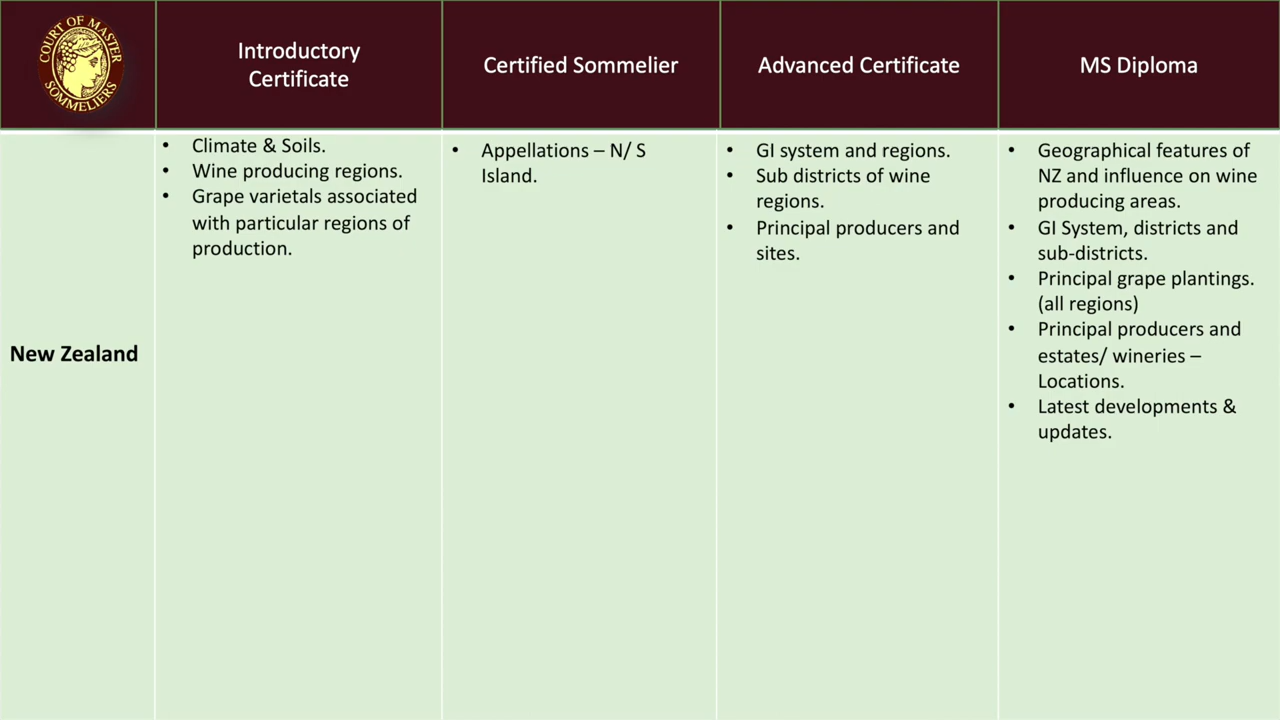 COURT OF MASTER
SOMMELIERS
Introductory
Certificate
Certified Sommelier
Advanced Certificate
MS Diploma
New Zealand
• Climate & Soils.
• Wine producing regions.
• Grape varietals associated
with particular regions of
production.
• Appellations – N/ S
Island.
• GI system and regions.
• Sub districts of wine
regions.
• Principal producers and
sites.
• Geographical features of
NZ and influence on wine
producing areas.
• GI System, districts and
sub-districts.
• Principal grape plantings.
(all regions)
• Principal producers and
estates/ wineries –
Locations.
• Latest developments &
updates.